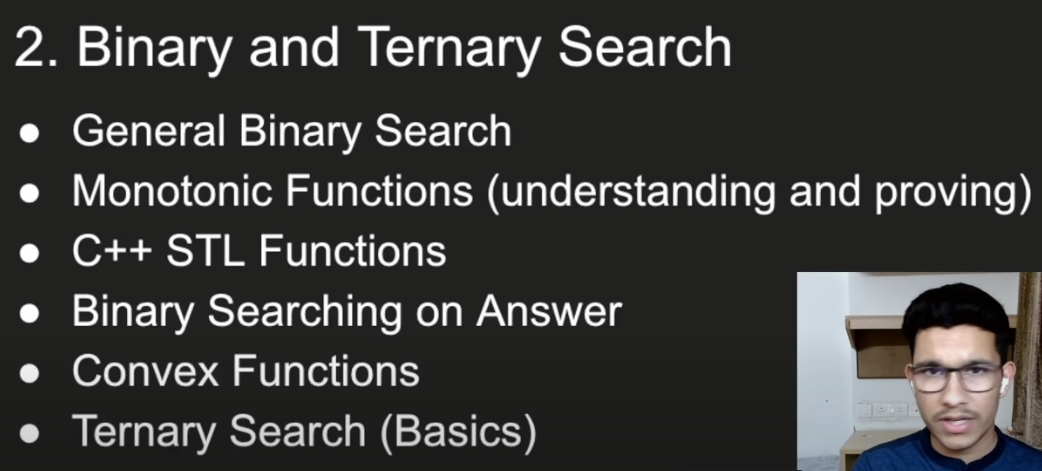 2. Binary and Ternary Search
● General Binary Search
● Monotonic Functions (understanding and proving)
● C++ STL Functions
● Binary Searching on Answer
● Convex Functions
● Ternary Search (Basics)